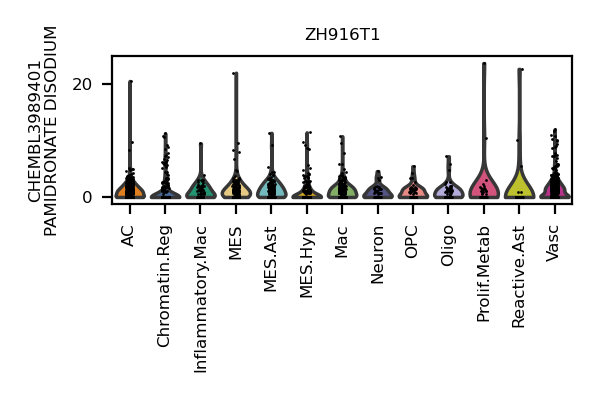 ZH916T1
CHEMBL3989401
PAMIDRONATE DISODIUM
20
0
AC
Chromatin.Reg
Inflammatory.Mac
MES
MES.Ast
MES.Hyp
Mac
Neuron
OPC
Oligo
Prolif.Metab
Reactive.Ast
Vasc